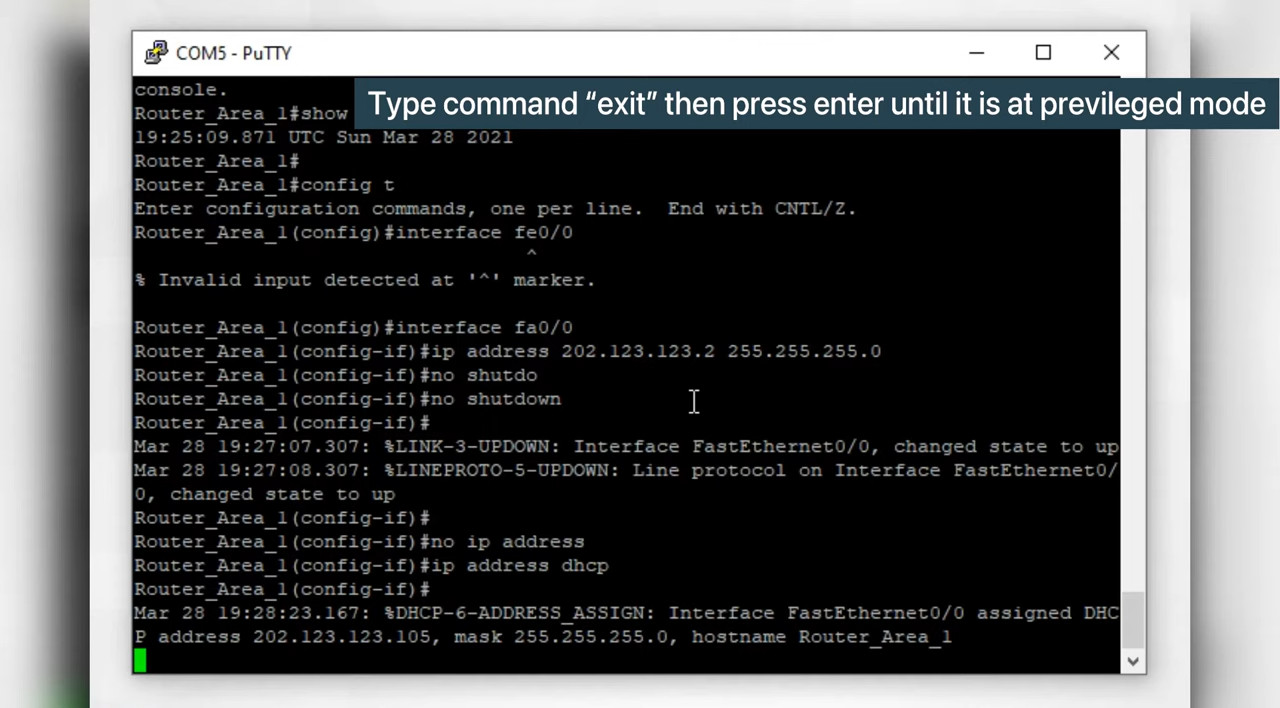 COM5 - PuTTY
console.
Type command “exit” then press enter until it is at previleged mode
Router_Area_1#show
19:25:09.871 UTC Sun Mar 28 2021
Router_Area_1#
Router_Area_1#config t
Enter configuration commands, one per line.  End with CNTL/Z.
Router_Area_1(config)#interface fe0/0
^
% Invalid input detected at '^' marker.
Router_Area_1(config)#interface fa0/0
Router_Area_1(config-if)#ip address 202.123.123.2 255.255.255.0
Router_Area_1(config-if)#no shutdo
Router_Area_1(config-if)#no shutdown
Router_Area_1(config-if)#
Mar 28 19:27:07.307: %LINK-3-UPDOWN: Interface FastEthernet0/0, changed state to up
Mar 28 19:27:08.307: %LINEPROTO-5-UPDOWN: Line protocol on Interface FastEthernet0/
0, changed state to up
Router_Area_1(config-if)#
Router_Area_1(config-if)#no ip address
Router_Area_1(config-if)#ip address dhcp
Router_Area_1(config-if)#
Mar 28 19:28:23.167: %DHCP-6-ADDRESS_ASSIGN: Interface FastEthernet0/0 assigned DHC
P address 202.123.123.105, mask 255.255.255.0, hostname Router_Area_1